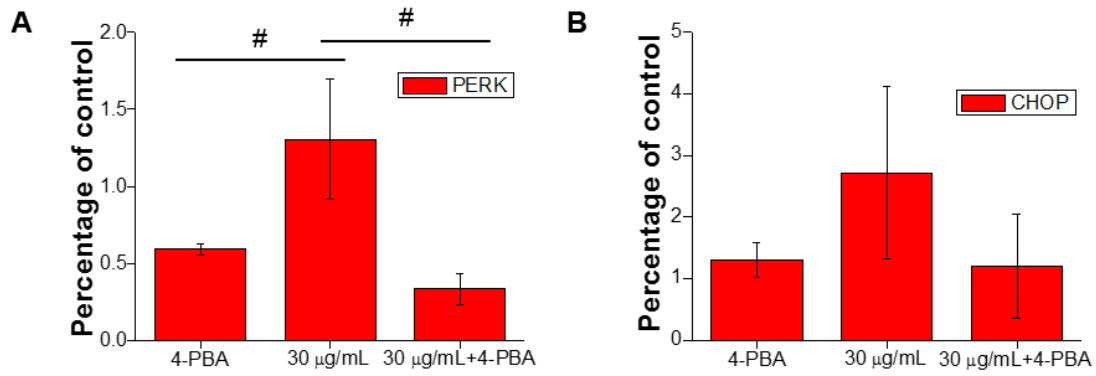 A
Percentage of control
2.0
1.5
1.0
0.5
0.0
#
#
PERK
4-PBA
30 μg/mL
30 μg/mL+4-PBA
B
Percentage of control
5
4
3
2
1
0
CHOP
4-PBA
30 μg/mL
30 μg/mL+4-PBA